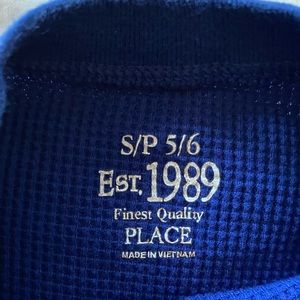 S/P 5/6
EST. 1989
Finest Quality
PLACE
MADE IN VIETNAM